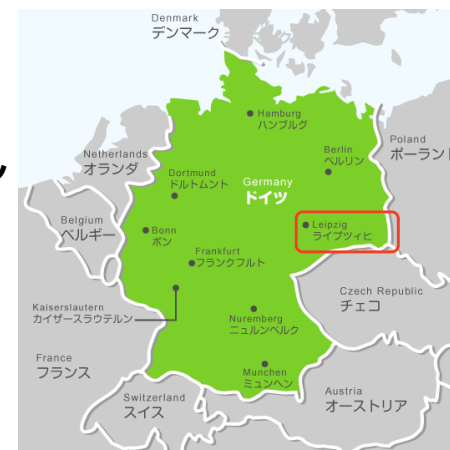 Denmark
デンマーク
Hamburg
ハンブルグ
Poland
ポーランド
Netherlands
オランダ
Berlin
ベルリン
Dortmund
ドルトムント
Germany
ドイツ
Belgium
ベルギー
Bonn
ボン
Leipzig
ライプツィヒ
Frankfurt
フランクフルト
Kaiserslautern
カイザースラウテルン
Czech Republic
チェコ
Nuremberg
ニュルンベルク
France
フランス
Munchen
ミュンヘン
Switzerland
スイス
Austria
オーストリア